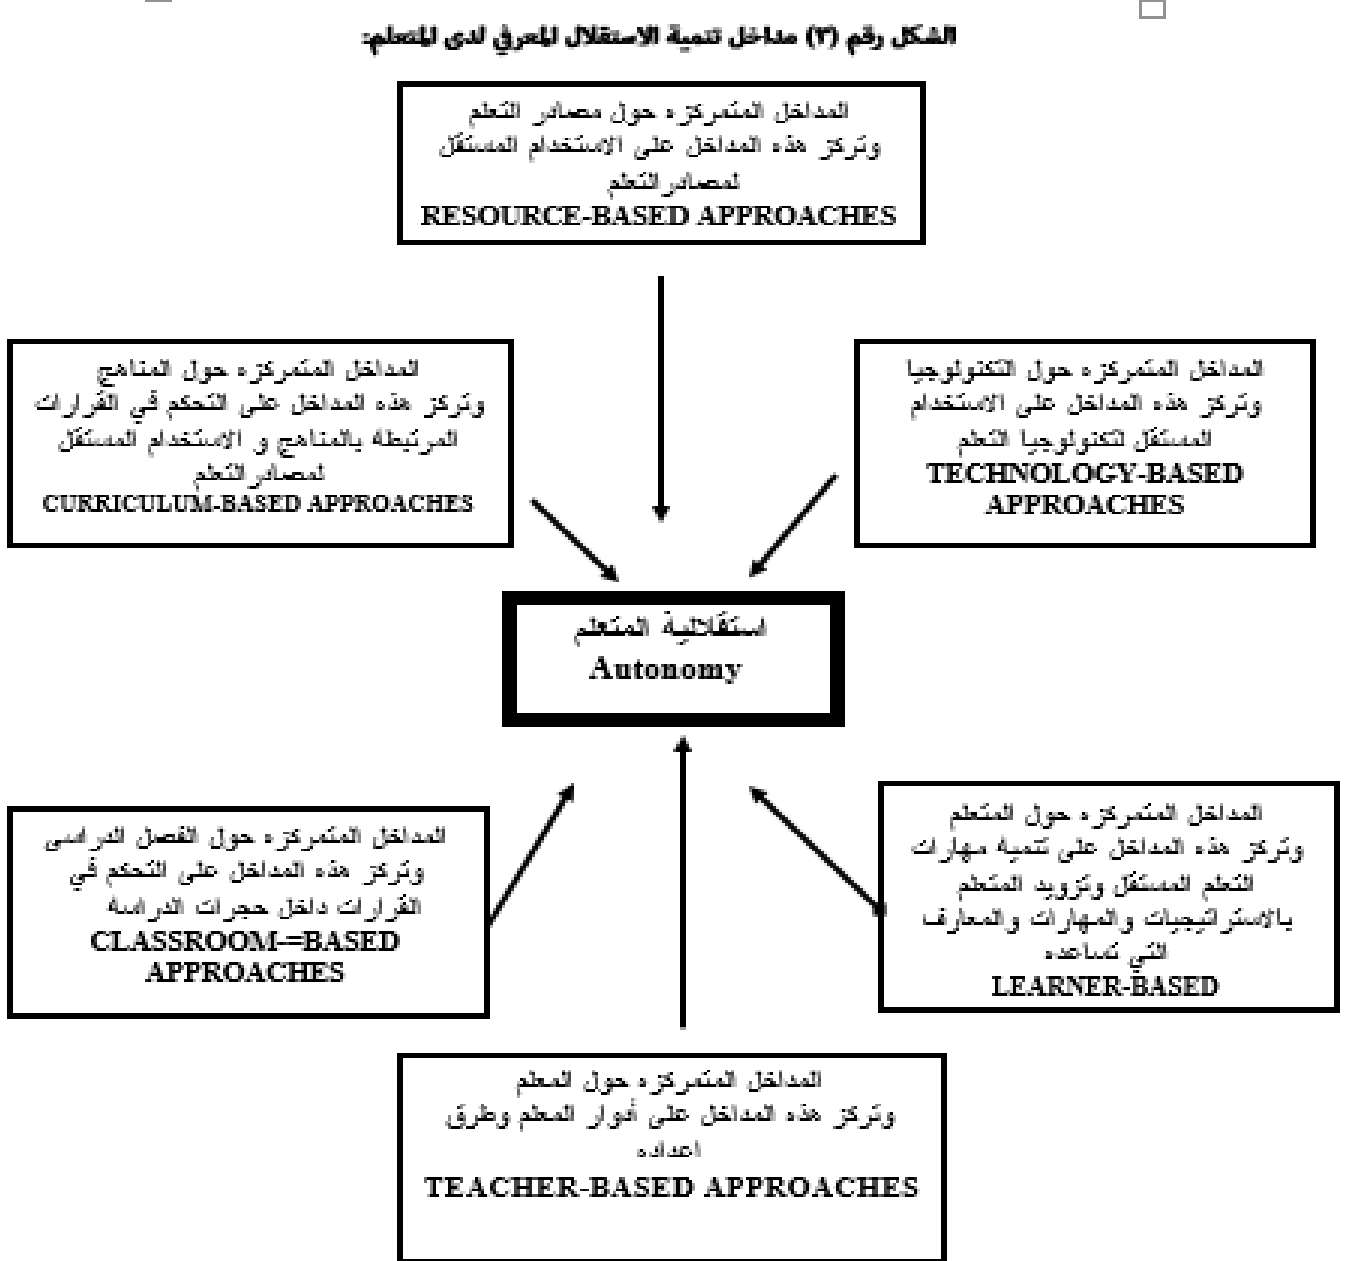 الشكل رقم (٢) مداخل تنمية الاستقلال المعرفي لدى المتعلم:
المداخل المتمركزه حول مصادر التعلم
وتركز هذه المداخل على الاستخدام المستقل
لمصادر التعلم
RESOURCE-BASED APPROACHES
المداخل المتمركزه حول التكنولوجيا
وتركز هذه المداخل على الاستخدام
المستقل لتكنولوجيا التعلم
TECHNOLOGY-BASED
APPROACHES
المداخل المتمركزه حول المناهج
وتركز هذه المداخل على التحكم في القرارات
المرتبطة بالمناهج و الاستخدام المستقل
لمصادر التعلم
CURRICULUM-BASED APPROACHES
استقلالية المتعلم
Autonomy
المداخل المتمركزه حول المتعلم
وتركز هذه المداخل على تنمية مهارات
التعلم المستقل وتزويد المتعلم
بالاستراتيجيات والمهارات والمعارف
التي تساعده
LEARNER-BASED
المداخل المتمركزه حول الفصل الدراسى
وتركز هذه المداخل على التحكم في
القرارات داخل حجرات الدراسة
CLASSROOM-=BASED
APPROACHES
المداخل المتمركزه حول المعلم
وتركز هذه المداخل على أدوار المعلم وطرق
اعداده
TEACHER-BASED APPROACHES